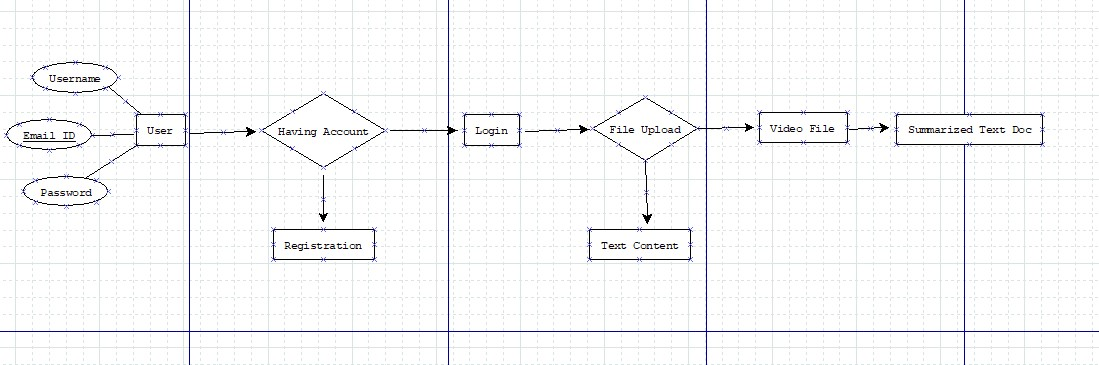 Username
Email ID
User
Password
Having Account
Registration
Login
File Upload
Text Content
Video File
Summarized Text Doc